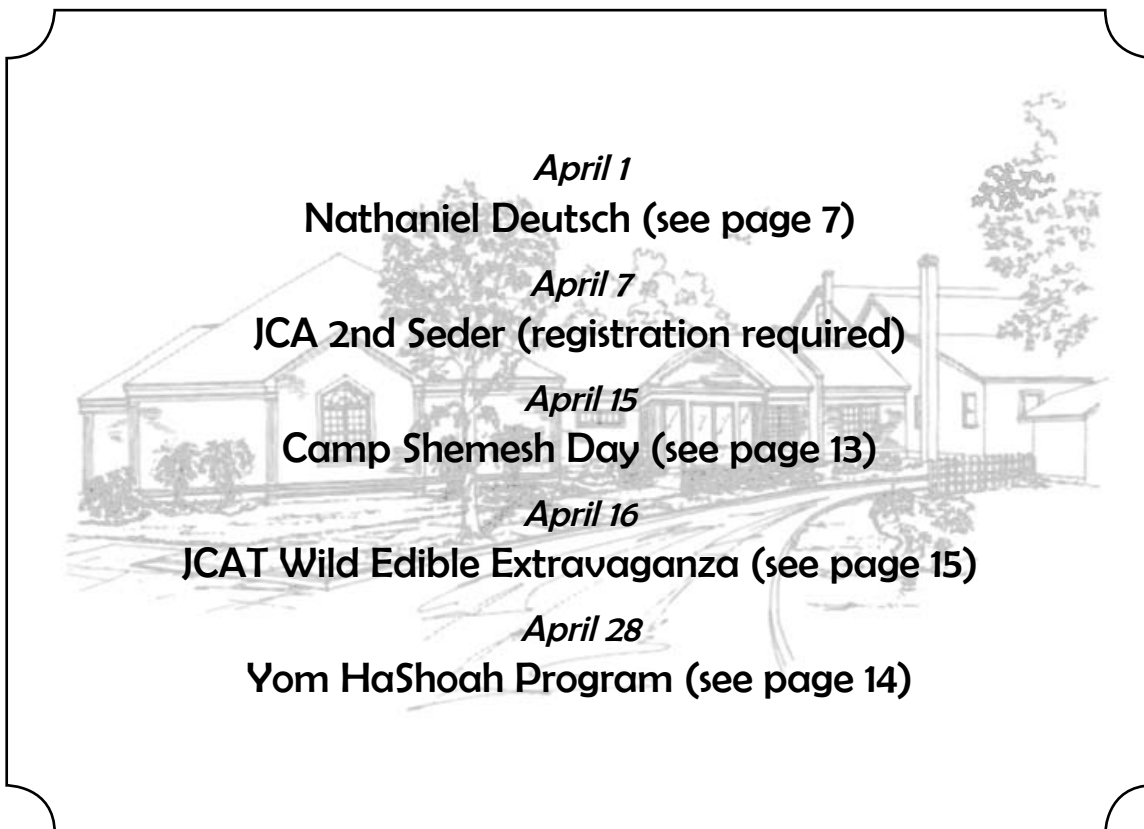 April 1
Nathaniel Deutsch (see page 7)
April 7
JCA 2nd Seder (registration required)
April 15
Camp Shemesh Day (see page 13)
April 16
JCAT Wild Edible Extravaganza (see page 15)
April 28
Yom HaShoah Program (see page 14)